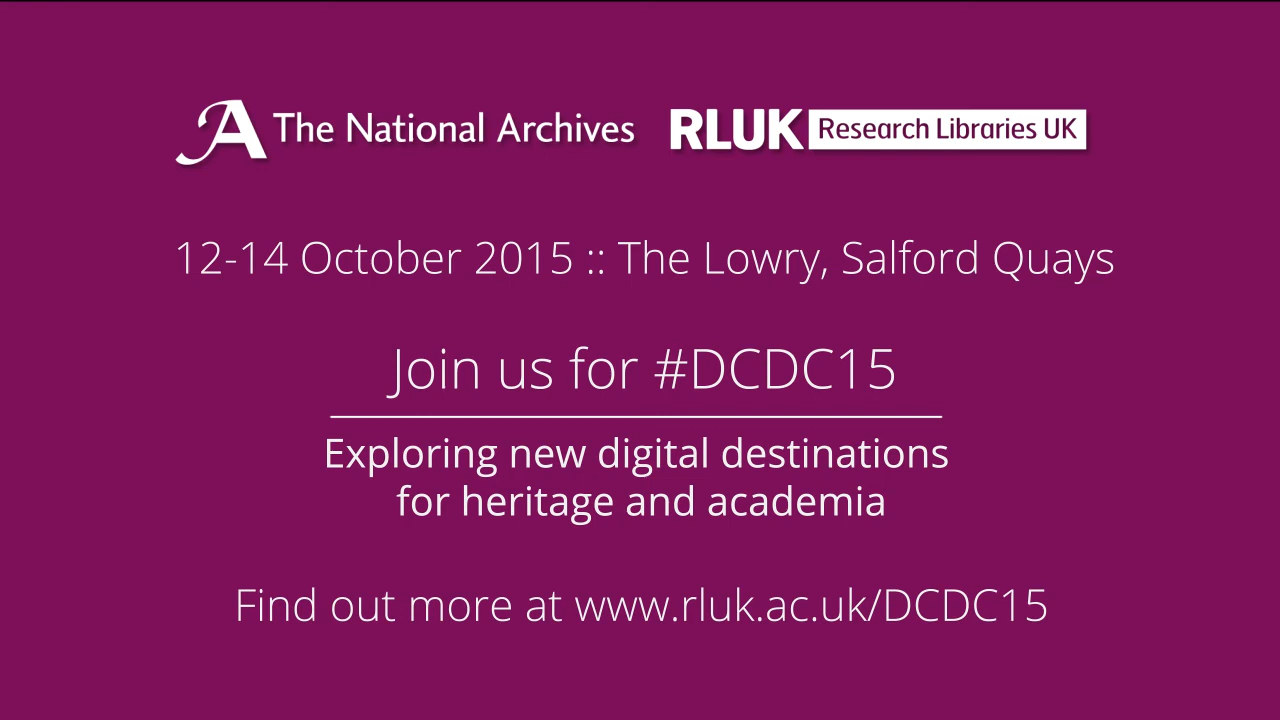 The National Archives
RLUK Research Libraries UK
12-14 October 2015 :: The Lowry, Salford Quays
Join us for #DCDC15
Exploring new digital destinations
for heritage and academia
Find out more at www.rluk.ac.uk/DCDC15